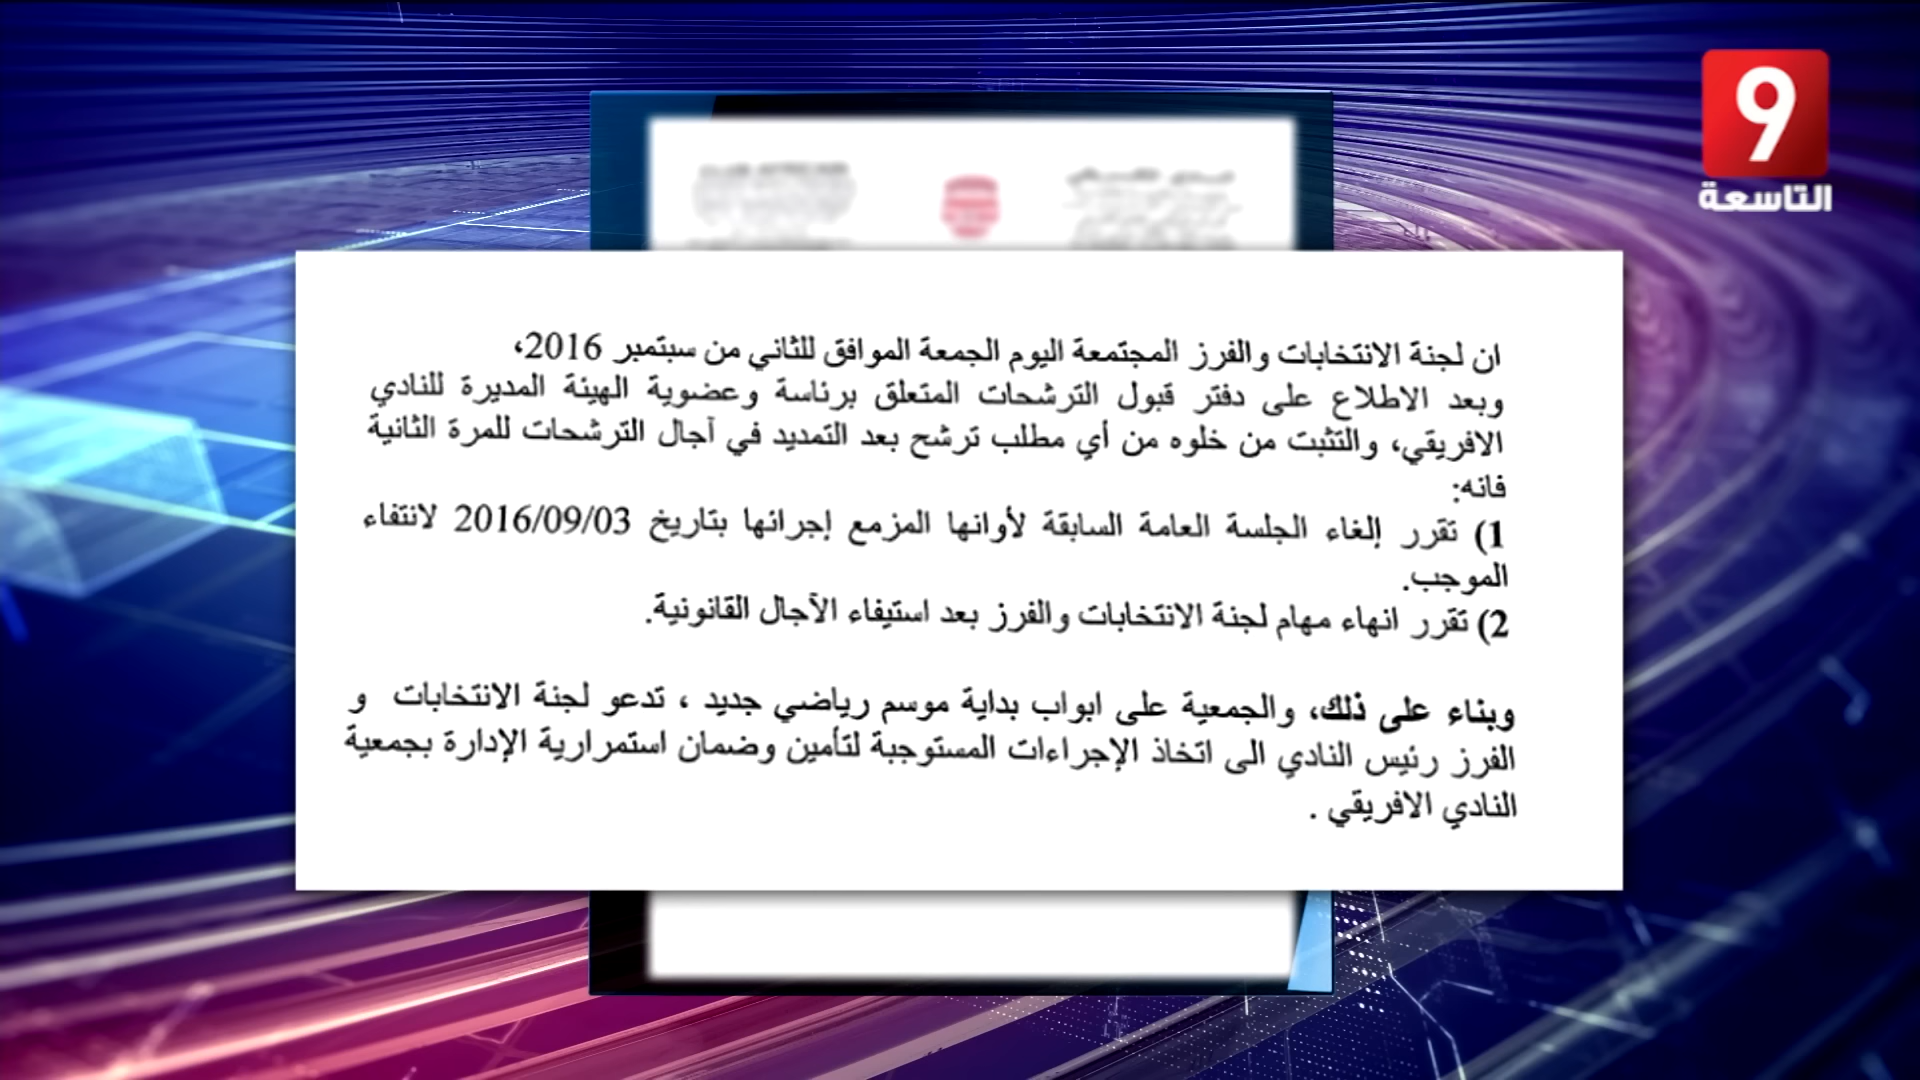 9
التاسعة
ان لجنة الانتخابات والفرز المجتمعة اليوم الجمعة الموافق للثاني من سبتمبر 2016،
وبعد الاطلاع على دفتر قبول الترشحات المتعلق برئاسة وعضوية الهيئة المديرة للنادي
الافريقي، والتثبت من خلوه من أي مطلب ترشح بعد التمديد في آجال الترشحات للمرة الثانية
فانه:
1) تقرر إلغاء الجلسة العامة السابقة لأوانها المزمع إجرائها بتاريخ 2016/09/03 لانتفاء
الموجب.
2) تقرر انهاء مهام لجنة الانتخابات والفرز بعد استيفاء الآجال القانونية.
وبناء على ذلك، والجمعية على ابواب بداية موسم رياضي جديد ، تدعو لجنة الانتخابات و
الفرز رئيس النادي الى اتخاذ الإجراءات المستوجبة لتأمين وضمان استمرارية الإدارة بجمعية
النادي الافريقي .